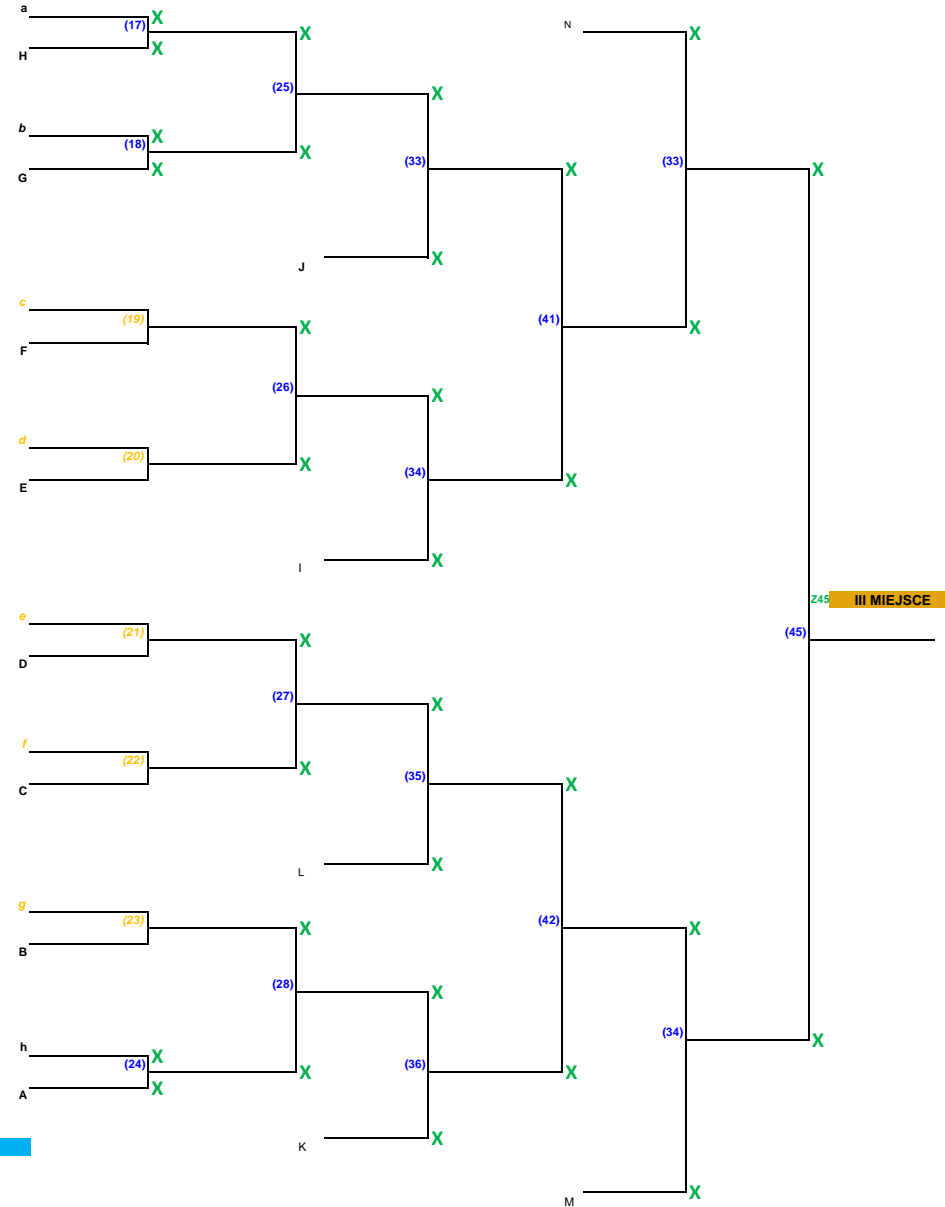 a X N
(17)
H X X X
(25) X
b X
(18) X
G X
(33) X (33) X
J X
c
(19) X (41) X
F
(26) X
d
(20) X (34) X
E
I X
Z45 III MIEJSCE
e
(21) X (45)
D
(27) X
f
(22) X (35) X
C
L X
g
(23) X (42) X
B
(28) X
h X
(24) X (36) X (34) X
A X
K X
M X